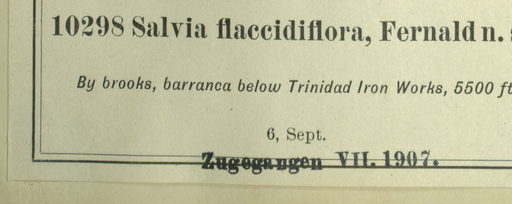 10298 Salvia flaccidiflora, Fernald n.
By brooks, barranca below Trinidad Iron Works, 5500 ft
6, Sept.
Zugegangen VII. 1907.